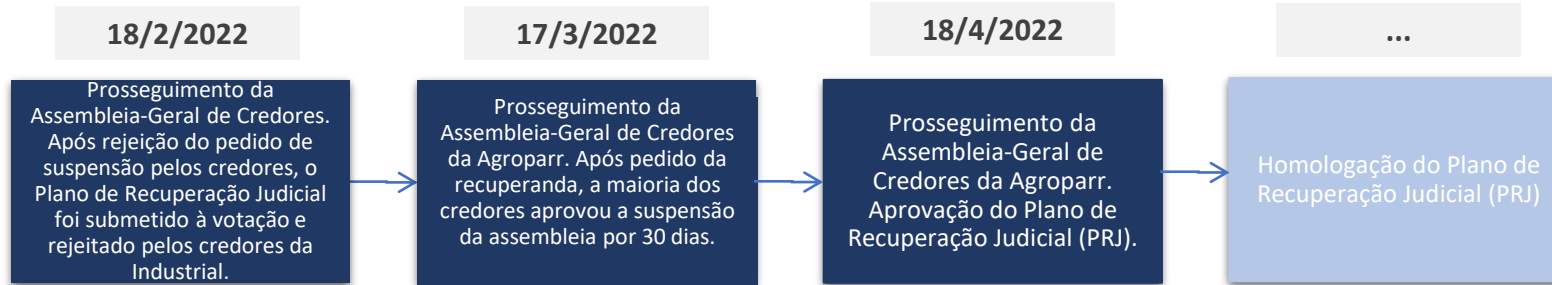 18/2/2022
Prosseguimento da
Assembleia-Geral de Credores.
Após rejeição do pedido de
suspensão pelos credores, o
Plano de Recuperação Judicial
foi submetido à votação e
rejeitado pelos credores da
Industrial.
17/3/2022
Prosseguimento da
Assembleia-Geral de Credores
da Agroparr. Após pedido da
recuperanda, a maioria dos
credores aprovou a suspensão
da assembleia por 30 dias.
18/4/2022
Prosseguimento da
Assembleia-Geral de
Credores da Agroparr.
Aprovação do Plano de
Recuperação Judicial (PRJ).
...
Homologação do Plano de
Recuperação Judicial (PRJ)